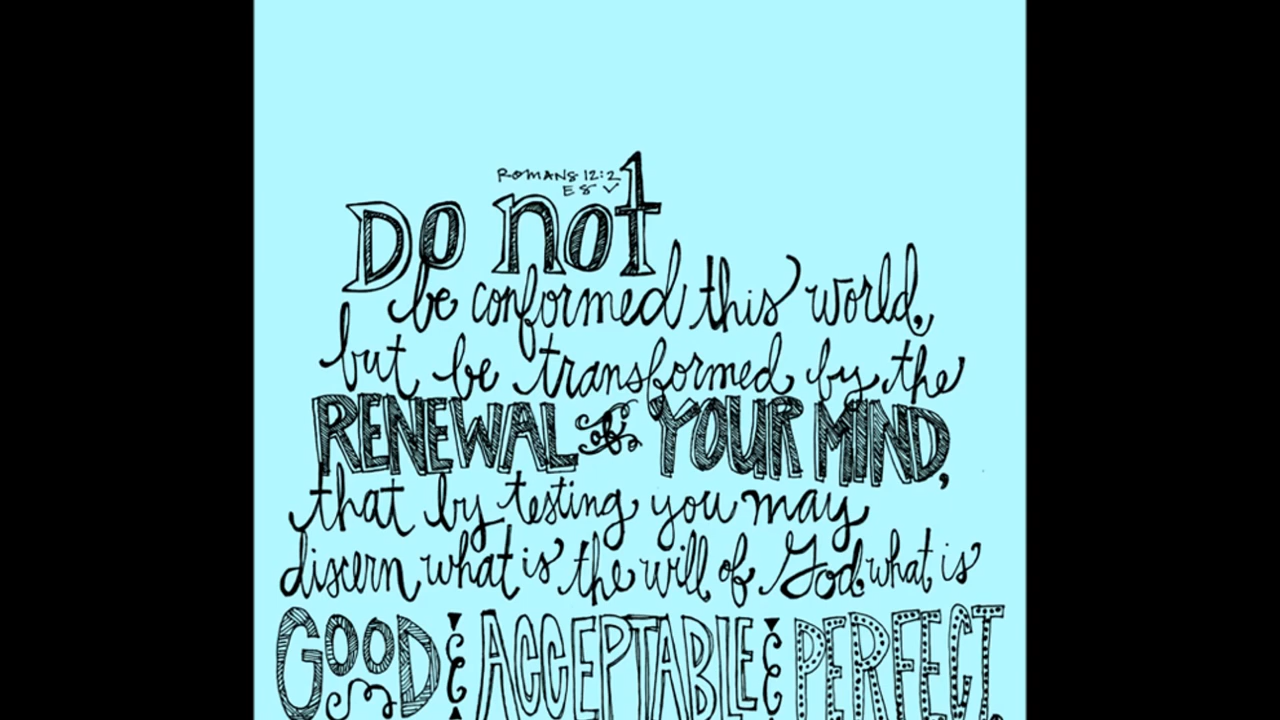 ROMANS 12:2
ESV
Do not
be conformed this world,
but be transformed by the
RENEWAL of YOUR MIND,
that by testing you may
discern what is the will of God, what is
GOOD & ACCEPTABLE & PERFECT.